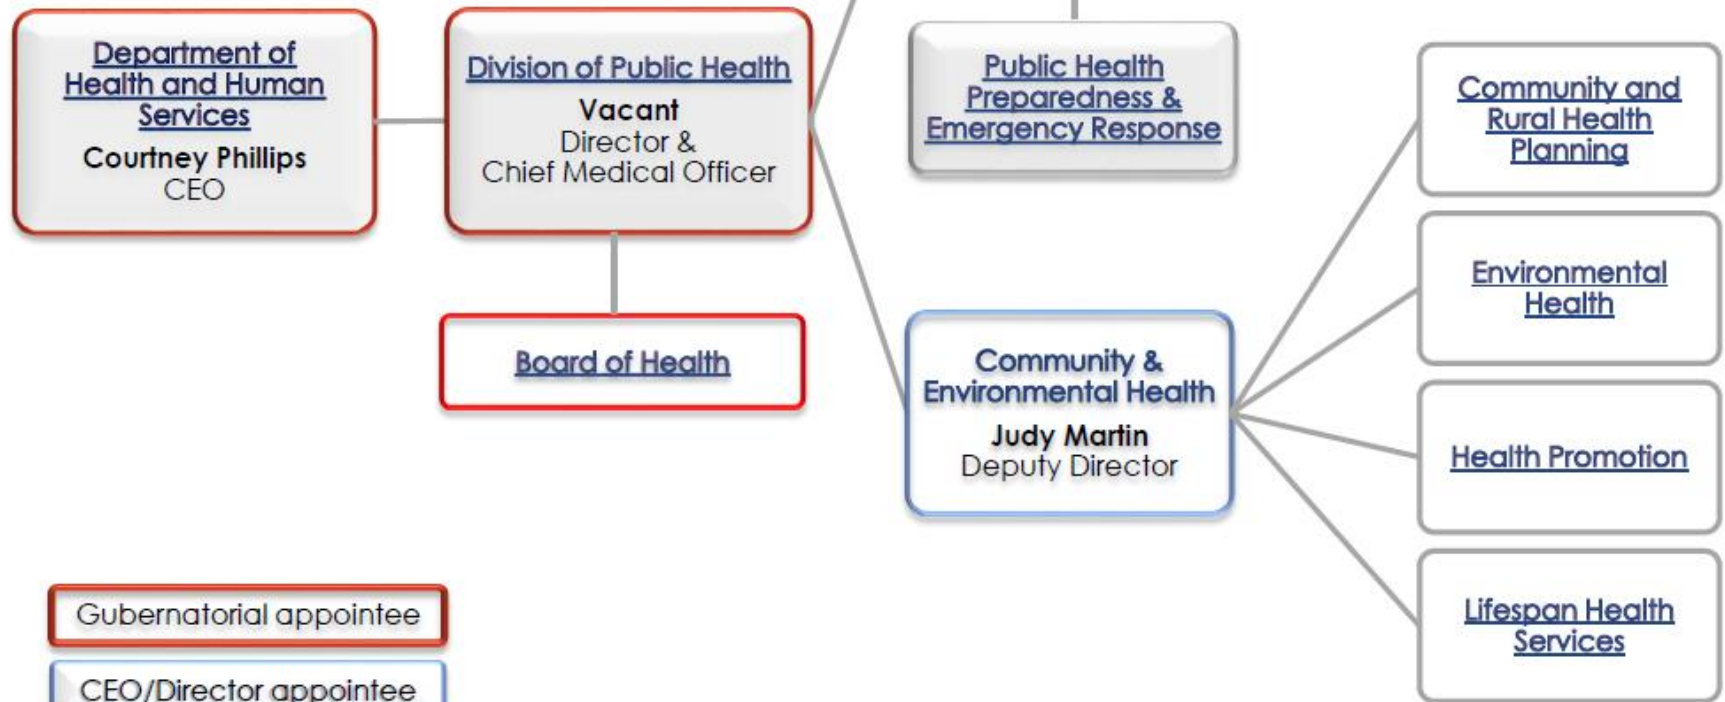 Department of
Health and Human
Services
Courtney Phillips
CEO
Division of Public Health
Vacant
Director &
Chief Medical Officer
Board of Health
Public Health
Preparedness &
Emergency Response
Community &
Environmental Health
Judy Martin
Deputy Director
Community and
Rural Health
Planning
Environmental
Health
Health Promotion
Lifespan Health
Services
Gubernatorial appointee
CEO/Director appointee